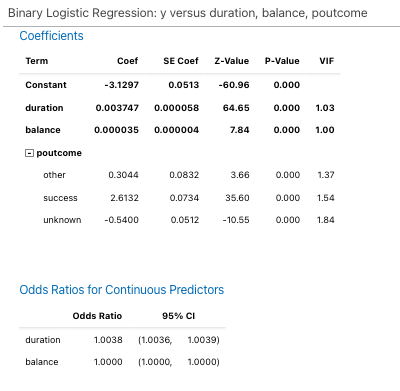 Binary Logistic Regression: y versus duration, balance, poutcome
Coefficients
Term Coef SE Coef Z-Value P-Value VIF
Constant -3.1297 0.0513 -60.96 0.000
duration 0.003747 0.000058 64.65 0.000 1.03
balance 0.000035 0.000004 7.84 0.000 1.00
poutcome
other 0.3044 0.0832 3.66 0.000 1.37
success 2.6132 0.0734 35.60 0.000 1.54
unknown -0.5400 0.0512 -10.55 0.000 1.84
Odds Ratios for Continuous Predictors
Odds Ratio 95% CI
duration 1.0038 (1.0036, 1.0039)
balance 1.0000 (1.0000, 1.0000)